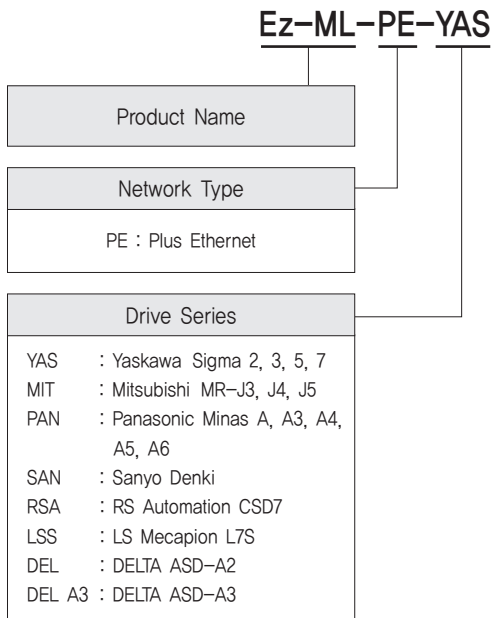 Ez-ML-PE-YAS
Product Name
Network Type
PE : Plus Ethernet
Drive Series
YAS : Yaskawa Sigma 2, 3, 5, 7
MIT : Mitsubishi MR-J3, J4, J5
PAN : Panasonic Minas A, A3, A4,
A5, A6
SAN : Sanyo Denki
RSA : RS Automation CSD7
LSS : LS Mecapion L7S
DEL : DELTA ASD-A2
DEL A3 : DELTA ASD-A3